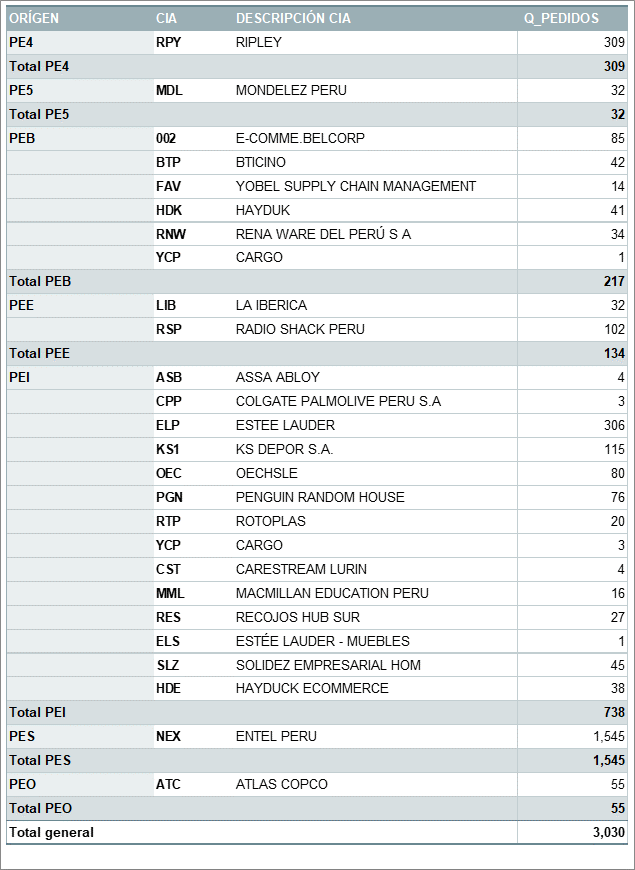 ORÍGEN CIA DESCRIPCIÓN CIA Q_PEDIDOS
PE4 RPY RIPLEY 309
Total PE4 309
PE5 MDL MONDELEZ PERU 32
Total PE5 32
PEB 002 E-COMME.BELCORP 85
BTP BTICINO 42
FAV YOBEL SUPPLY CHAIN MANAGEMENT 14
HDK HAYDUK 41
RNW RENA WARE DEL PERÚ S A 34
YCP CARGO 1
Total PEB 217
PEE LIB LA IBERICA 32
RSP RADIO SHACK PERU 102
Total PEE 134
PEI ASB ASSA ABLOY 4
CPP COLGATE PALMOLIVE PERU S.A 3
ELP ESTEE LAUDER 306
KS1 KS DEPOR S.A. 115
OEC OECHSLE 80
PGN PENGUIN RANDOM HOUSE 76
RTP ROTOPLAS 20
YCP CARGO 3
CST CARESTREAM LURIN 4
MML MACMILLAN EDUCATION PERU 16
RES RECOJOS HUB SUR 27
ELS ESTÉE LAUDER - MUEBLES 1
SLZ SOLIDEZ EMPRESARIAL HOM 45
HDE HAYDUCK ECOMMERCE 38
Total PEI 738
PES NEX ENTEL PERU 1,545
Total PES 1,545
PEO ATC ATLAS COPCO 55
Total PEO 55
Total general 3,030